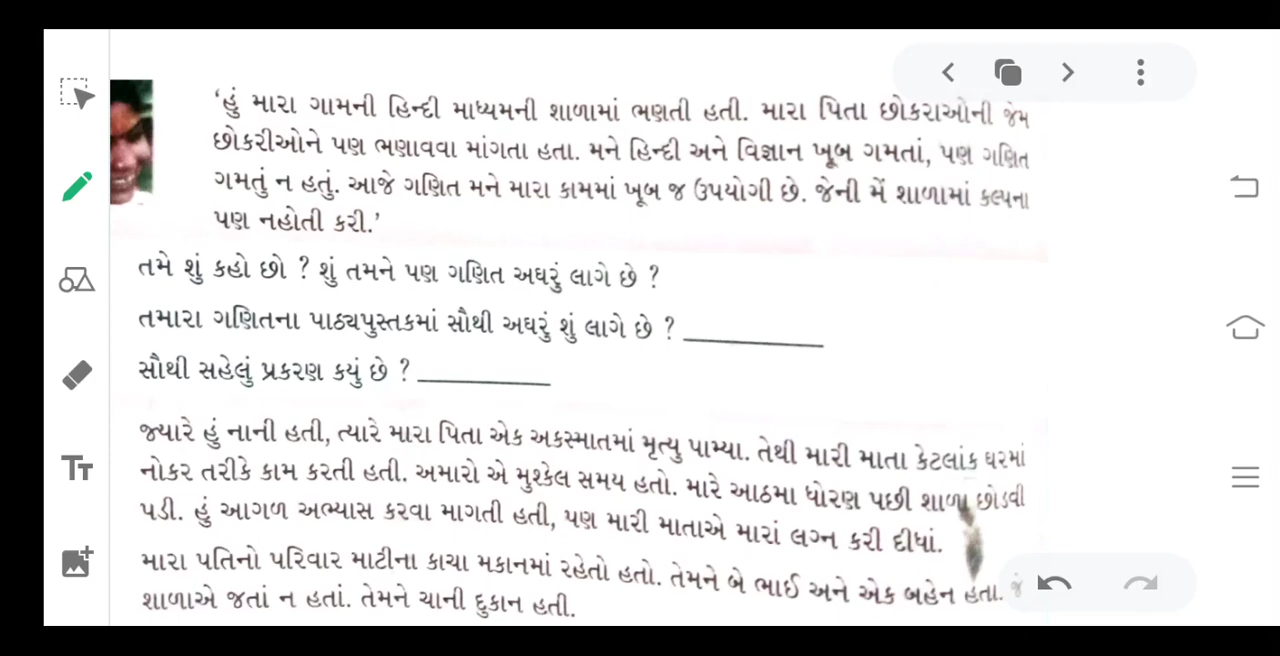 ‘હું મારા ગામની હિન્દી માધ્યમની શાળામાં ભણતી હતી. મારા પિતા છોકરાઓની જેમ
છોકરીઓને પણ ભણાવવા માંગતા હતા. મને હિન્દી અને વિજ્ઞાન ખૂબ ગમતાં, પણ ગણિત
ગમતું ન હતું. આજે ગણિત મને મારા કામમાં ખૂબ જ ઉપયોગી છે. જેની મેં શાળામાં કલ્પના
પણ નહોતી કરી.’
તમે શું કહો છો ? શું તમને પણ ગણિત અઘરું લાગે છે ?
તમારા ગણિતના પાઠ્યપુસ્તકમાં સૌથી અઘરું શું લાગે છે ? ________
સૌથી સહેલું પ્રકરણ કયું છે ? ________
જ્યારે હું નાની હતી, ત્યારે મારા પિતા એક અકસ્માતમાં મૃત્યુ પામ્યા. તેથી મારી માતા કેટલાંક ઘરમાં
નોકર તરીકે કામ કરતી હતી. અમારો એ મુશ્કેલ સમય હતો. મારે આઠમા ધોરણ પછી શાળા છોડવી
પડી. હું આગળ અભ્યાસ કરવા માગતી હતી, પણ મારી માતાએ મારાં લગ્ન કરી દીધાં.
મારા પતિનો પરિવાર માટીના કાચા મકાનમાં રહેતો હતો. તેમને બે ભાઈ અને એક બહેન હતા. જે
શાળાએ જતાં ન હતાં. તેમને ચાની દુકાન હતી.